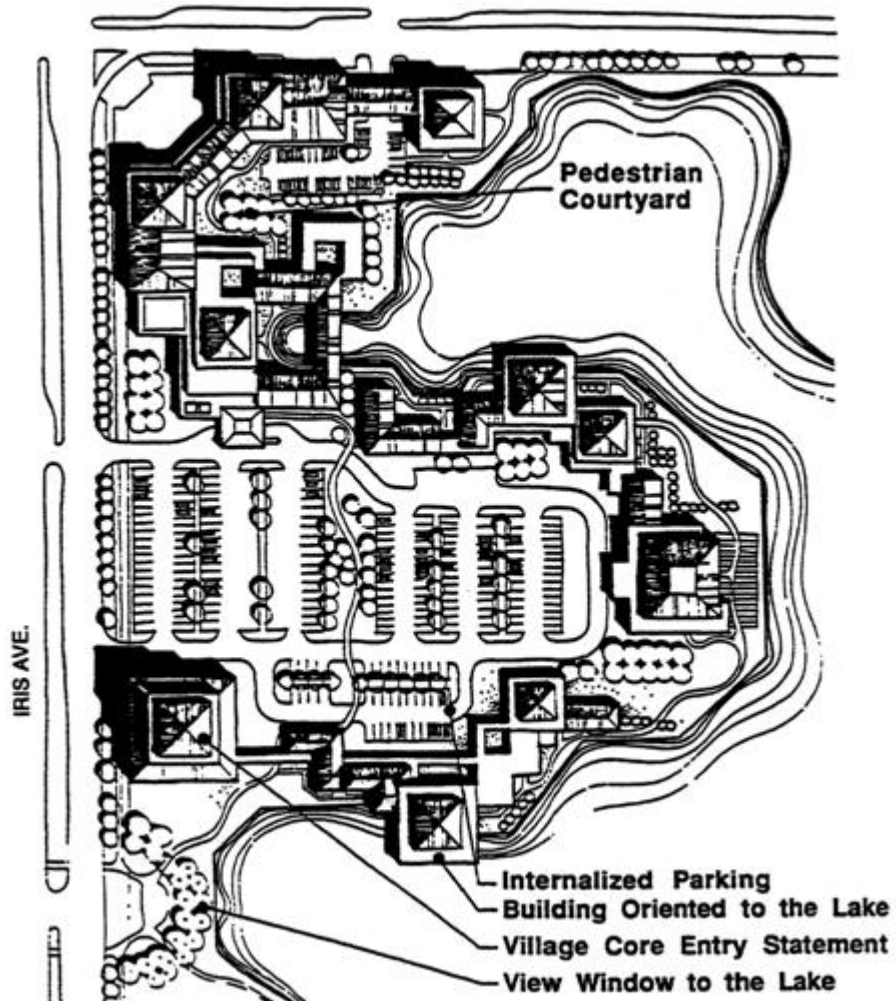 Pedestrian
Courtyard
IRIS AVE.
Internalized Parking
Building Oriented to the Lake
Village Core Entry Statement
View Window to the Lake